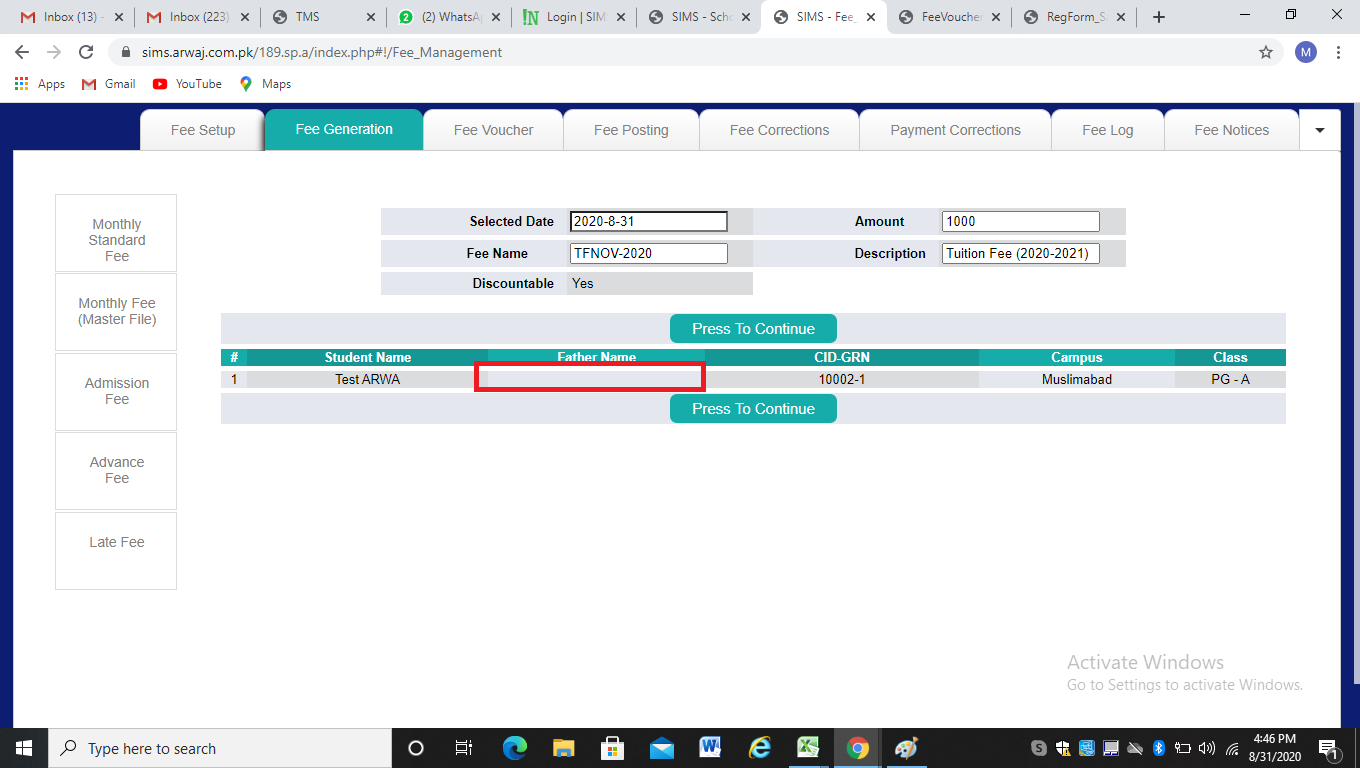 Inbox (13) -
Inbox (223)
TMS
(2) WhatsA
Login | SIM
SIMS - Scho
SIMS - Fee_
FeeVoucher
RegForm_S
sims.arwaj.com.pk/189.sp.a/index.php#!/Fee_Management
M
Apps
Gmail
YouTube
Maps
Fee Setup
Fee Generation
Fee Voucher
Fee Posting
Fee Corrections
Payment Corrections
Fee Log
Fee Notices
Monthly
Standard
Fee
Monthly Fee
(Master File)
Admission
Fee
Advance
Fee
Late Fee
Selected Date 2020-8-31 Amount 1000
Fee Name TFNOV-2020 Description Tuition Fee (2020-2021)
Discountable Yes
Press To Continue
# Student Name Father Name CID-GRN Campus Class
1 Test ARWA 10002-1 Muslimabad PG - A
Press To Continue
Activate Windows
Go to Settings to activate Windows.
Type here to search
4:46 PM
8/31/2020
1